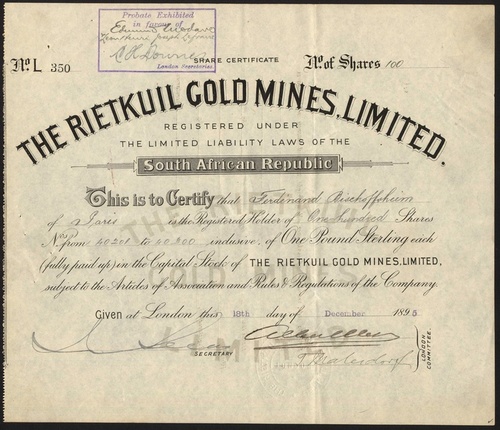 Probate Exhibited
in favour of
London Secretaries
No. L 350
SHARE CERTIFICATE
No. of Shares 100
THE RIETKUIL GOLD MINES, LIMITED.
REGISTERED UNDER
THE LIMITED LIABILITY LAWS OF THE
South African Republic
This is to Certify that Ferdinand Bischoffsheim
of Paris is the Registered Holder of One hundred Shares
Nos. from 40201 to 40300 inclusive, of One Pound Sterling each
(fully paid up) in the Capital Stock of THE RIETKUIL GOLD MINES, LIMITED,
subject to the Articles of Association and Rules & Regulations of the Company.
Given at London this 18th day of December 1895
SECRETARY
LONDON COMMITTEE.